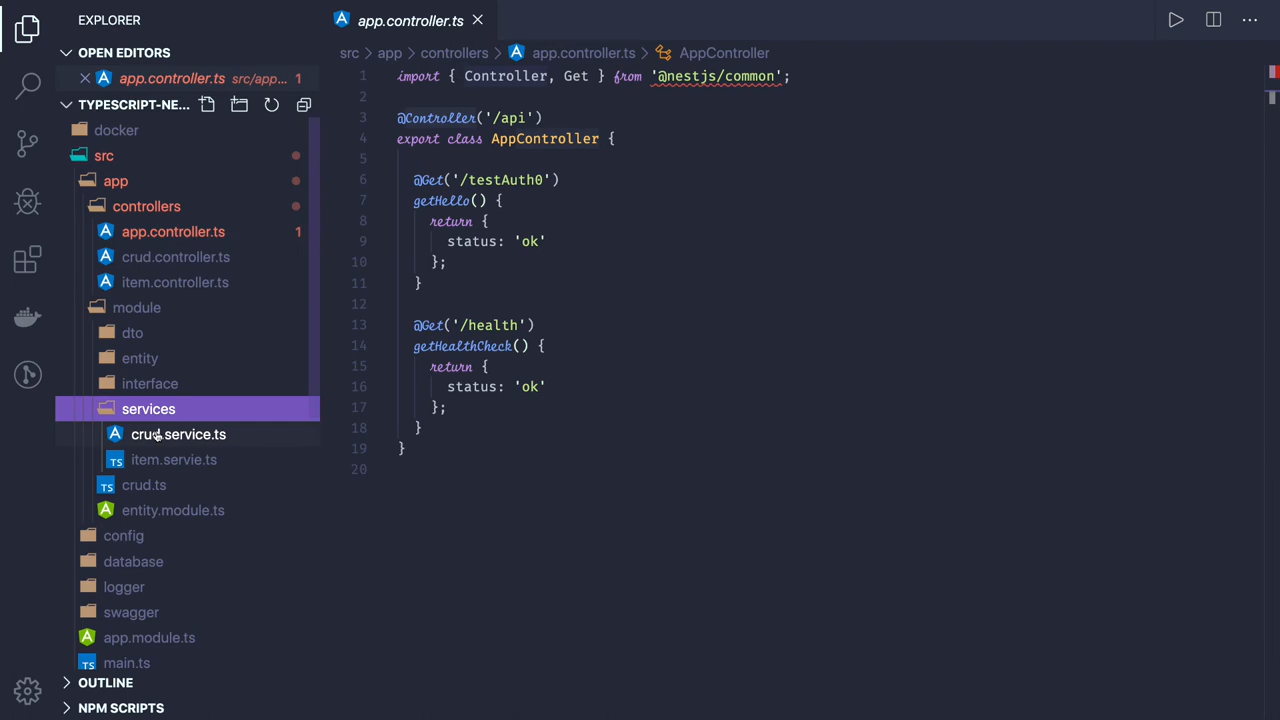 EXPLORER
OPEN EDITORS
app.controller.ts src/app... 1
TYPESCRIPT-NE...
docker
src
app
controllers
app.controller.ts 1
crud.controller.ts
item.controller.ts
module
dto
entity
interface
services
crud.service.ts
item.servie.ts
crud.ts
entity.module.ts
config
database
logger
swagger
app.module.ts
main.ts
OUTLINE
NPM SCRIPTS
app.controller.ts
src > app > controllers > app.controller.ts > AppController
1 import { Controller, Get } from '@nestjs/common';
2
3 @Controller('/api')
4 export class AppController {
5
6 @Get('/testAuth0')
7 getHello() {
8 return {
9 status: 'ok'
10 };
11 }
12
13 @Get('/health')
14 getHealthCheck() {
15 return {
16 status: 'ok'
17 };
18 }
19 }
20